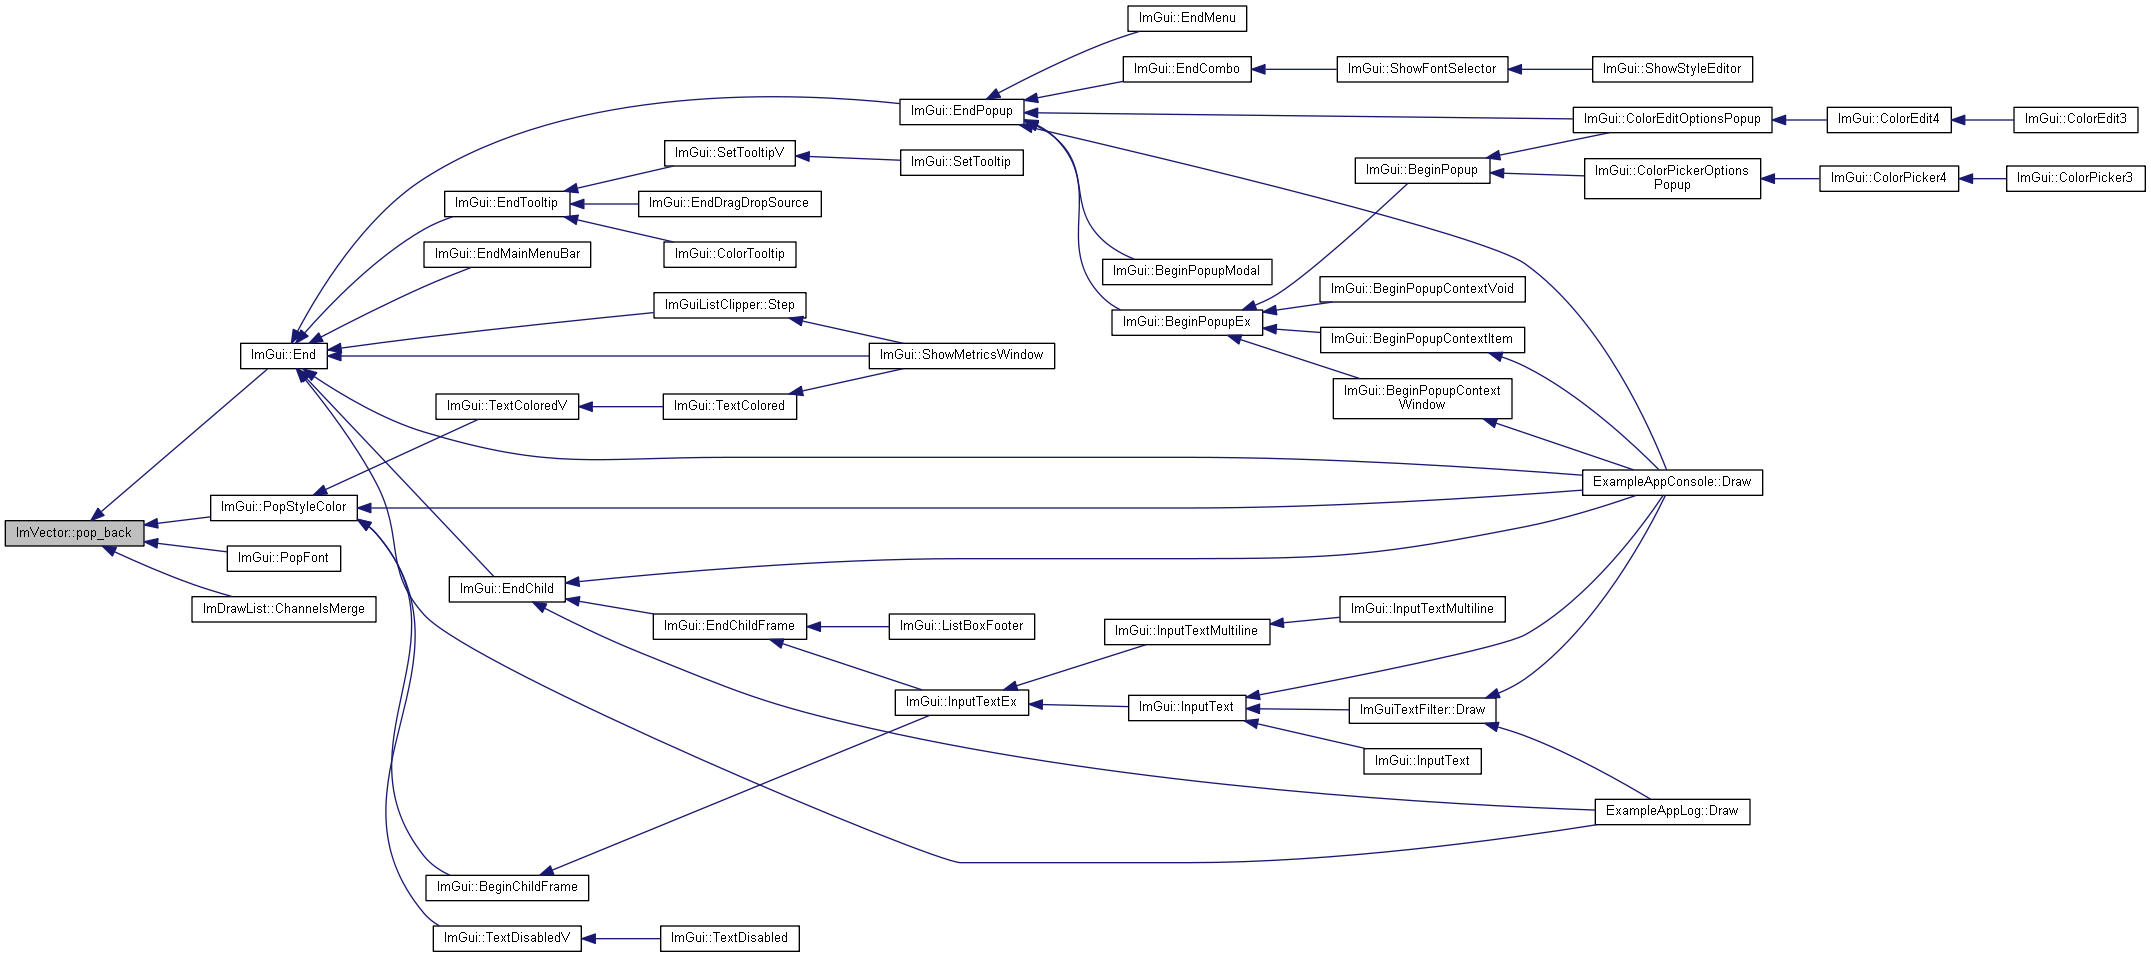 ImGui::EndMenu
ImGui::EndCombo
ImGui::ShowFontSelector
ImGui::ShowStyleEditor
ImGui::EndPopup
ImGui::ColorEditOptionsPopup
ImGui::ColorEdit4
ImGui::ColorEdit3
ImGui::SetTooltipV
ImGui::SetTooltip
ImGui::BeginPopup
ImGui::ColorPickerOptions
Popup
ImGui::ColorPicker4
ImGui::ColorPicker3
ImGui::EndTooltip
ImGui::EndDragDropSource
ImGui::EndMainMenuBar
ImGui::ColorTooltip
ImGui::BeginPopupModal
ImGui::BeginPopupContextVoid
ImGuiListClipper::Step
ImGui::BeginPopupEx
ImGui::BeginPopupContextItem
ImGui::End
ImGui::ShowMetricsWindow
ImGui::BeginPopupContext
Window
ImGui::TextColoredV
ImGui::TextColored
ExampleAppConsole::Draw
ImGui::PopStyleColor
ImVector::pop_back
ImGui::PopFont
ImGui::EndChild
ImDrawList::ChannelsMerge
ImGui::EndChildFrame
ImGui::ListBoxFooter
ImGui::InputTextMultiline
ImGui::InputTextMultiline
ImGui::InputTextEx
ImGui::InputText
ImGuiTextFilter::Draw
ImGui::InputText
ExampleAppLog::Draw
ImGui::BeginChildFrame
ImGui::TextDisabledV
ImGui::TextDisabled